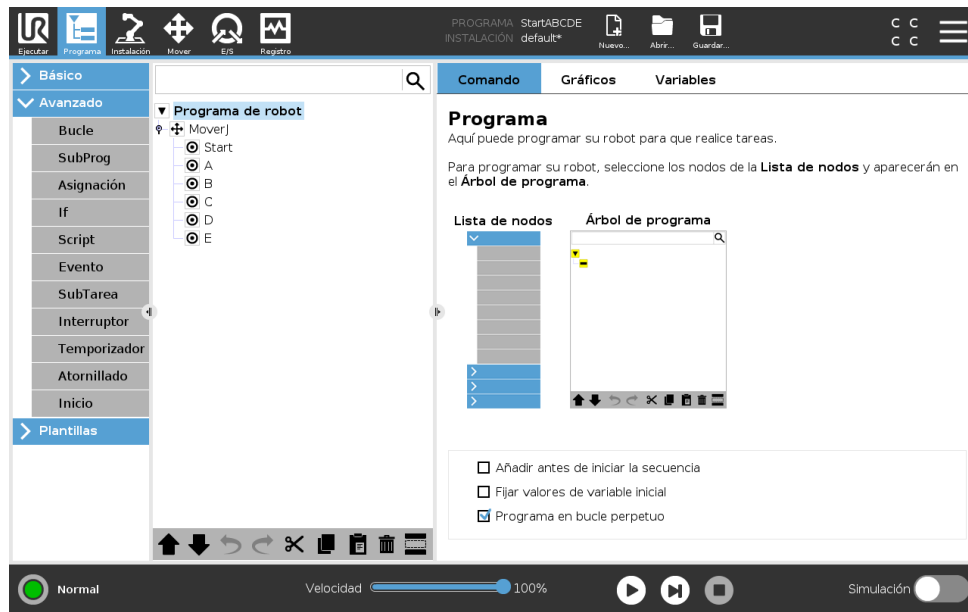 PROGRAMA StartABCDE
INSTALACIÓN default*
Ejecutar Programa Instalación Mover E/S Registro Nuevo... Abrir... Guardar...
C C
C C
Básico
Avanzado
Bucle
SubProg
Asignación
If
Script
Evento
SubTarea
Interruptor
Temporizador
Atornillado
Inicio
Plantillas
Programa de robot
MoverJ
Start
A
B
C
D
E
Comando Gráficos Variables
Programa
Aquí puede programar su robot para que realice tareas.
Para programar su robot, seleccione los nodos de la Lista de nodos y aparecerán en
el Árbol de programa.
Lista de nodos Árbol de programa
Añadir antes de iniciar la secuencia
Fijar valores de variable inicial
Programa en bucle perpetuo
Normal Velocidad 100% Simulación